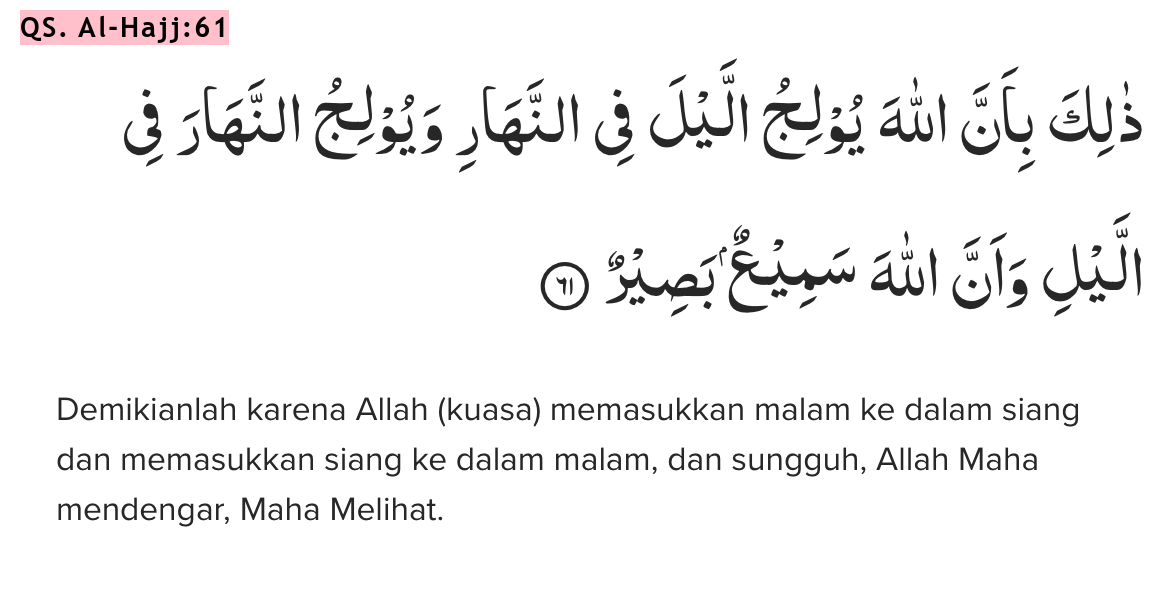 QS. Al-Hajj:61
ذٰلِكَ بِاَنَّ اللّٰهَ يُوْلِجُ الَّيْلَ فِى النَّهَارِ وَيُوْلِجُ النَّهَارَ فِى
الَّيْلِ وَاَنَّ اللّٰهَ سَمِيْعٌۢ بَصِيْرٌ ٦١
Demikianlah karena Allah (kuasa) memasukkan malam ke dalam siang
dan memasukkan siang ke dalam malam, dan sungguh, Allah Maha
mendengar, Maha Melihat.